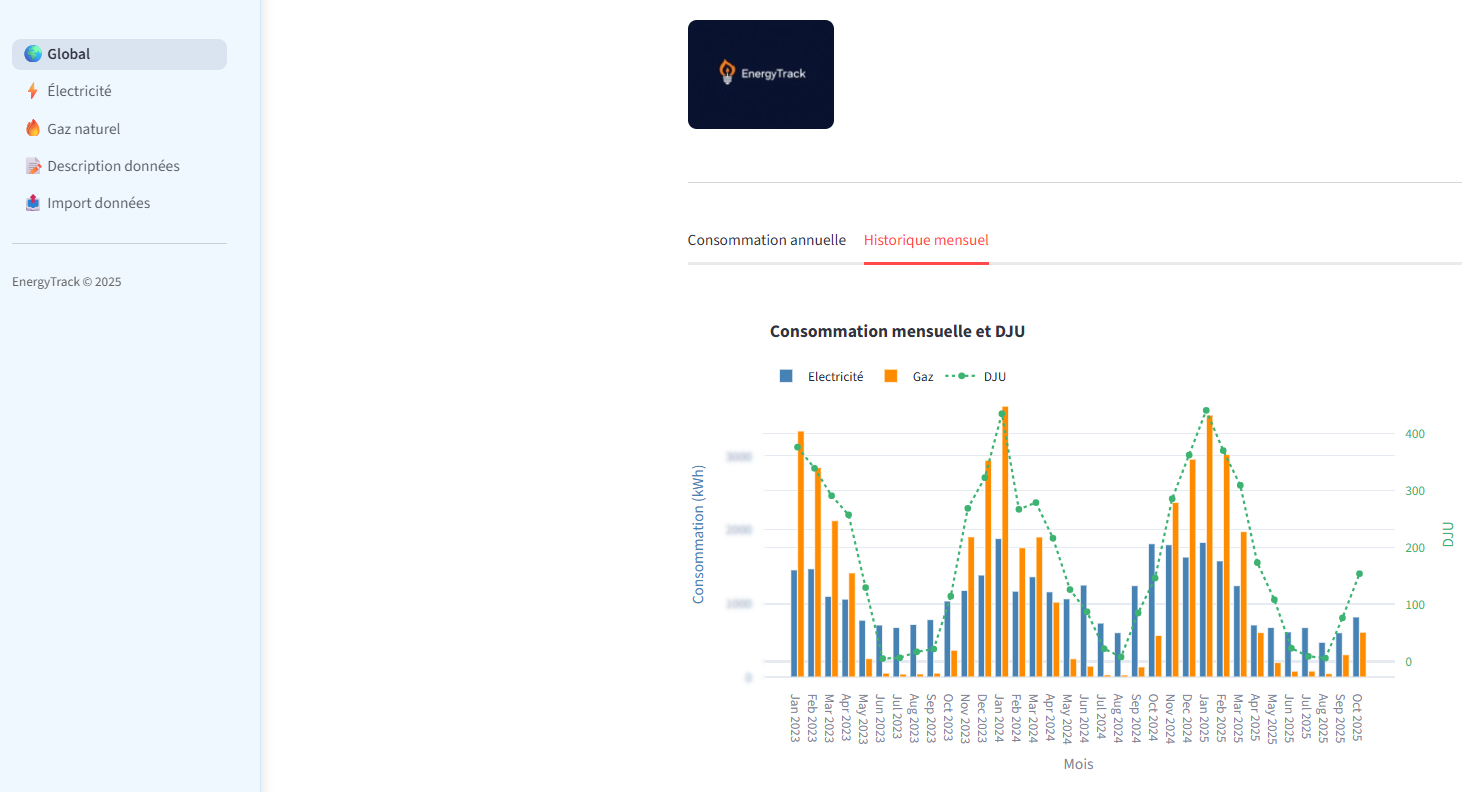 Global
Électricité
Gaz naturel
Description données
Import données
EnergyTrack © 2025
EnergyTrack
Consommation annuelle Historique mensuel
Consommation mensuelle et DJU
Electricité Gaz DJU
Consommation (kWh)
3000
2000
1000
0
400
300
200
100
0
DJU
Jan 2023
Feb 2023
Mar 2023
Apr 2023
May 2023
Jun 2023
Jul 2023
Aug 2023
Sep 2023
Oct 2023
Nov 2023
Dec 2023
Jan 2024
Feb 2024
Mar 2024
Apr 2024
May 2024
Jun 2024
Jul 2024
Aug 2024
Sep 2024
Oct 2024
Nov 2024
Dec 2024
Jan 2025
Feb 2025
Mar 2025
Apr 2025
May 2025
Jun 2025
Jul 2025
Aug 2025
Sep 2025
Oct 2025
Mois